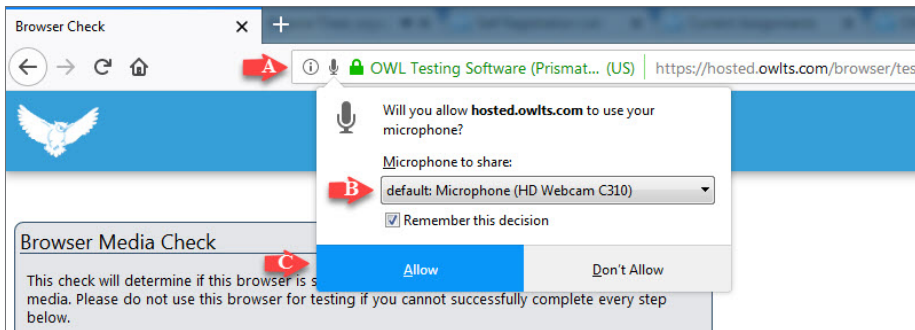 Browser Check
A
OWL Testing Software (Prismat... (US)
https://hosted.owlts.com/browser/tes
Will you allow hosted.owlts.com to use your
microphone?
Microphone to share:
B
default: Microphone (HD Webcam C310)
Remember this decision
C
Allow
Don't Allow
Browser Media Check
This check will determine if this browser is s
media. Please do not use this browser for testing if you cannot successfully complete every step
below.